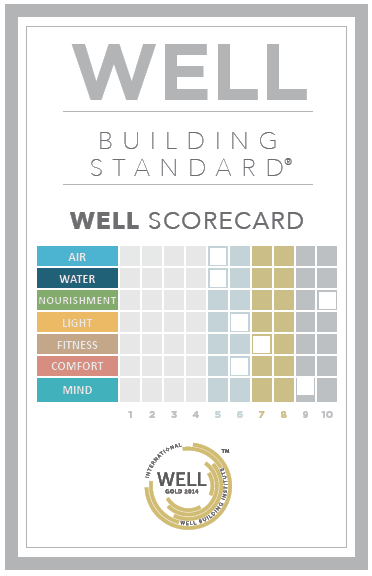 WELL
BUILDING
STANDARD®
WELL SCORECARD
AIR
WATER
NOURISHMENT
LIGHT
FITNESS
COMFORT
MIND
1 2 3 4 5 6 7 8 9 10
INTERNATIONAL
WELL BUILDING INSTITUTE
TM
WELL
GOLD 2014